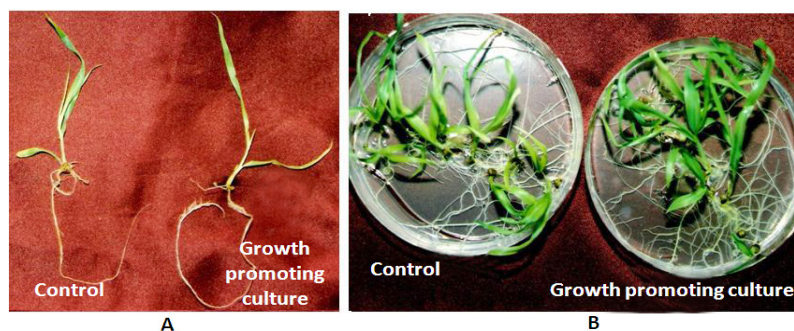 Control
Growth
promoting
culture
A
Control
Growth promoting culture
B